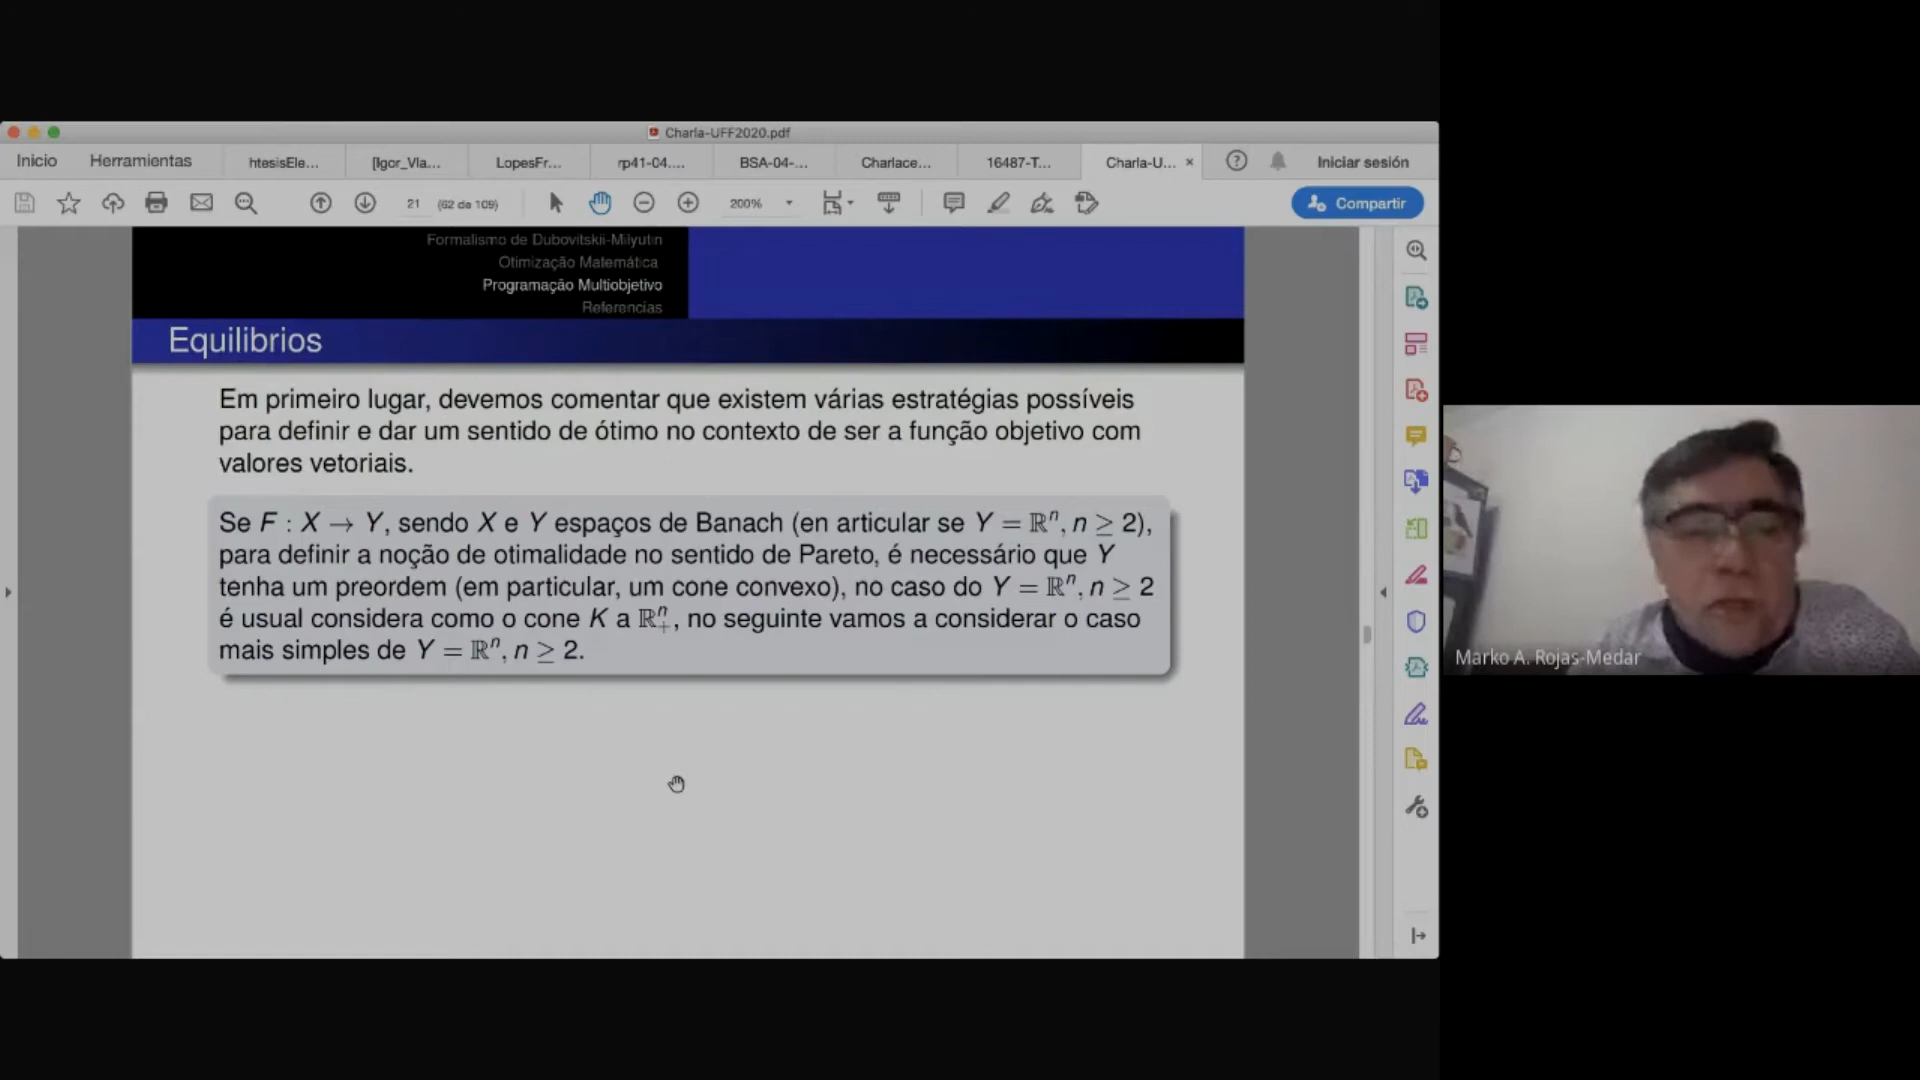 Charla-UFF2020.pdf
Inicio Herramientas htesisEle... [Igor_Vla... LopesFr... rp41-04.... BSA-04-... Charlace... 16487-T... Charla-U... × Iniciar sesión
21 (62 de 109) 200% Compartir
Formalismo de Dubovitskii-Milyutin
Otimização Matemática
Programação Multiobjetivo
Referencias
Equilibrios
Em primeiro lugar, devemos comentar que existem várias estratégias possíveis
para definir e dar um sentido de ótimo no contexto de ser a função objetivo com
valores vetoriais.
Se F : X → Y, sendo X e Y espaços de Banach (en articular se Y = ℝⁿ, n ≥ 2),
para definir a noção de otimalidade no sentido de Pareto, é necessário que Y
tenha um preordem (em particular, um cone convexo), no caso do Y = ℝⁿ, n ≥ 2
é usual considera como o cone K a ℝⁿ₊, no seguinte vamos a considerar o caso
mais simples de Y = ℝⁿ, n ≥ 2.
Marko A. Rojas-Medar